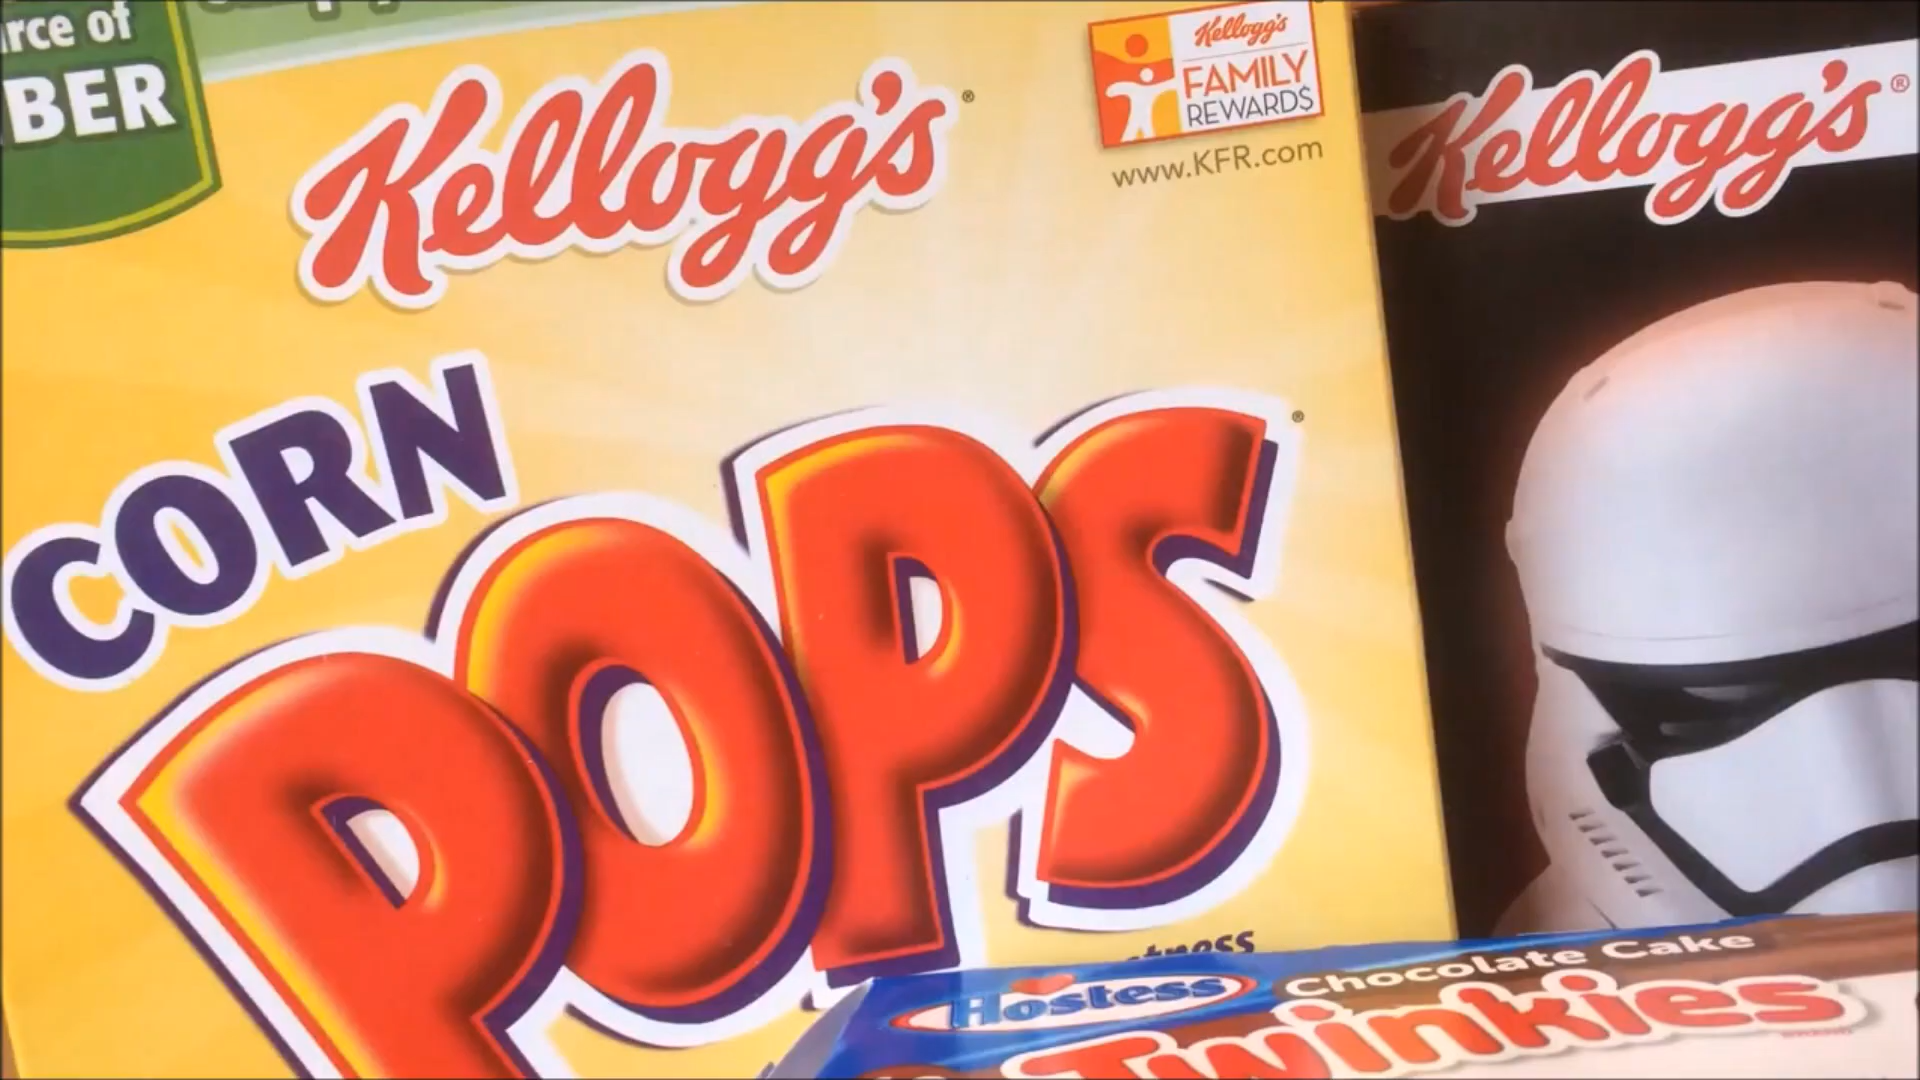 rce of
BER
Kellogg's®
Kellogg's
FAMILY
REWARDS
www.KFR.com
CORN
POPS®
Kellogg's®
Hostess
Chocolate Cake
Twinkies